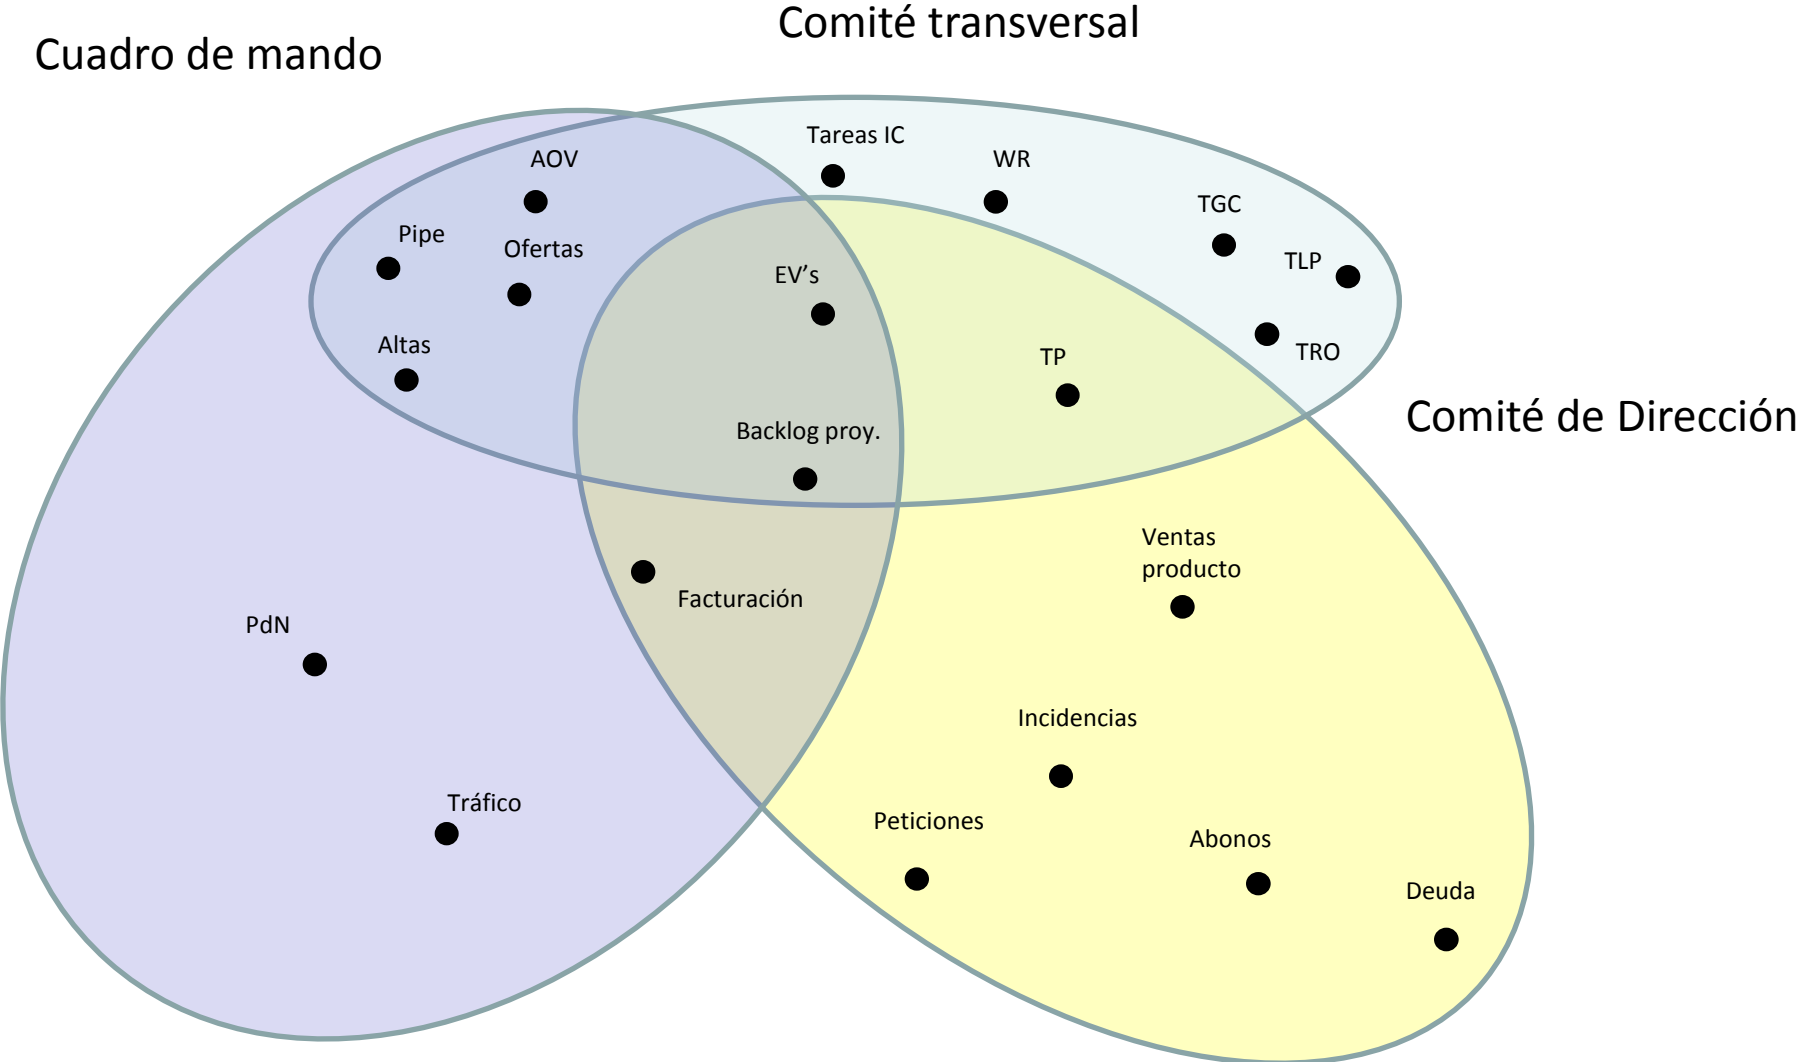 Comité transversal
Cuadro de mando
Tareas IC
AOV
WR
TGC
Pipe
Ofertas
TLP
EV’s
Altas
TP
TRO
Comité de Dirección
Backlog proy.
Ventas
producto
Facturación
PdN
Incidencias
Tráfico
Peticiones
Abonos
Deuda